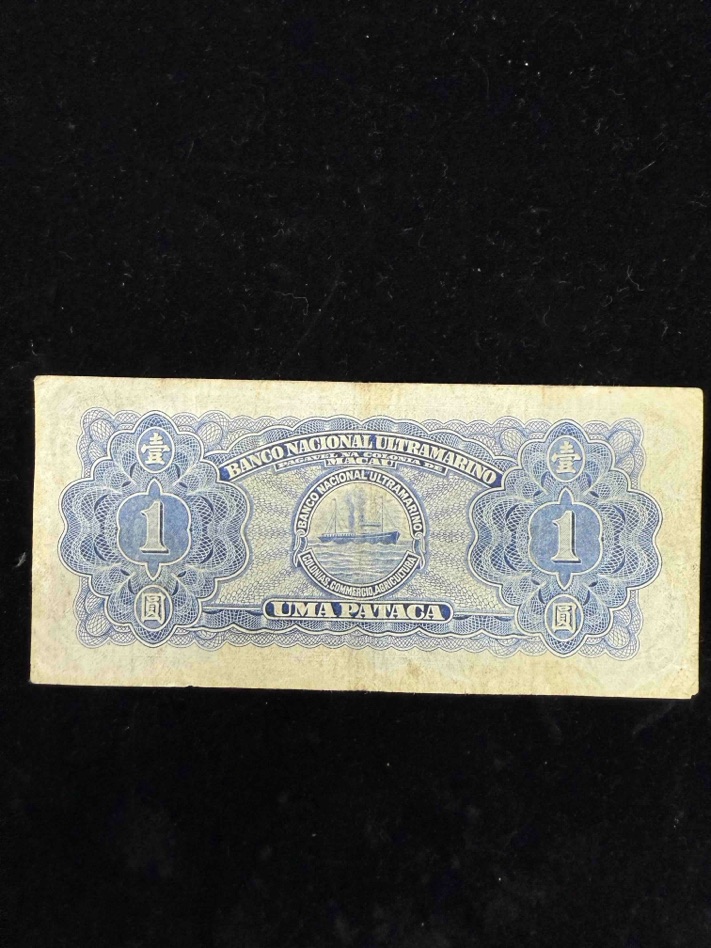 BANCO NACIONAL ULTRAMARINO
PAGAVEL NA COLONIA DE
MACAU
壹
1
圓
BANCO NACIONAL ULTRAMARINO
COLONIAS, COMMERCIO, AGRICULTURA
壹
1
圓
UMA PATACA